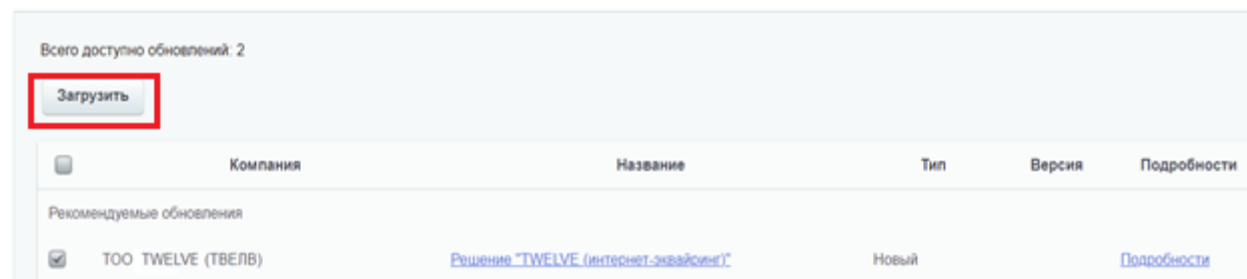 Всего доступно обновлений: 2
Загрузить
Компания Название Тип Версия Подробности
Рекомендуемые обновления
ТОО TWELVE (ТВЕЛВ) Решение "TWELVE (интернет-эквайринг)" Новый Подробности